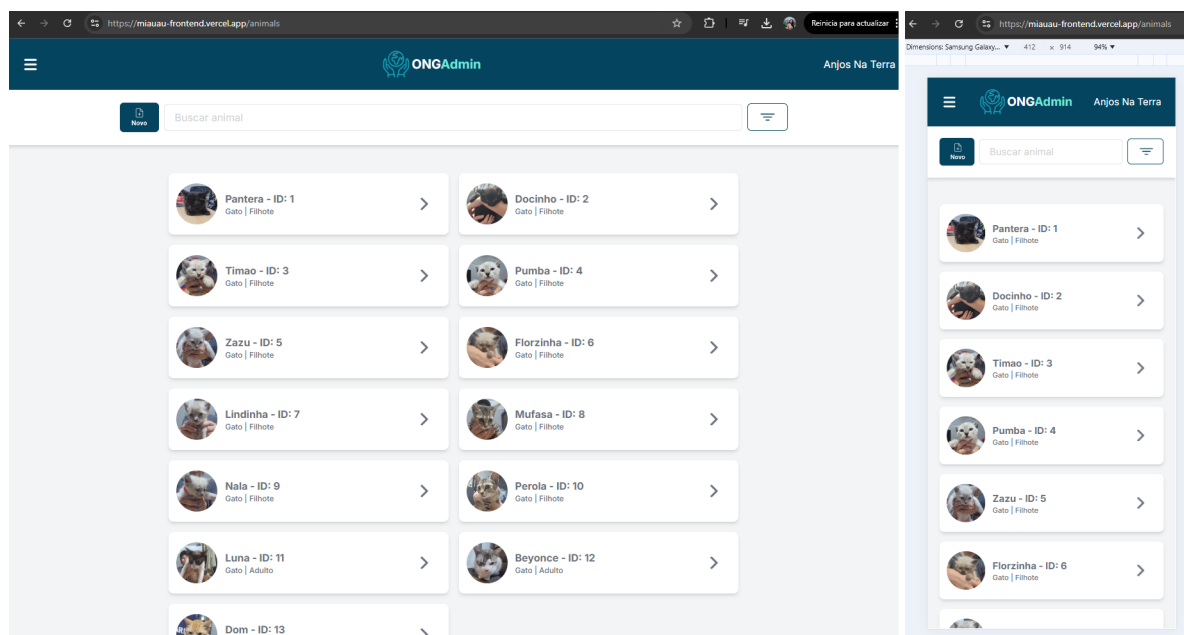 https://miauau-frontend.vercel.app/animals
Reinicia para actualizar
ONGAdmin
Anjos Na Terra
Novo
Buscar animal
Pantera - ID: 1
Gato | Filhote
Docinho - ID: 2
Gato | Filhote
Timao - ID: 3
Gato | Filhote
Pumba - ID: 4
Gato | Filhote
Zazu - ID: 5
Gato | Filhote
Florzinha - ID: 6
Gato | Filhote
Lindinha - ID: 7
Gato | Filhote
Mufasa - ID: 8
Gato | Filhote
Nala - ID: 9
Gato | Filhote
Perola - ID: 10
Gato | Filhote
Luna - ID: 11
Gato | Adulto
Beyonce - ID: 12
Gato | Adulto
Dom - ID: 13
https://miauau-frontend.vercel.app/animals
Dimensions: Samsung Galaxy... 412 x 914 94%
ONGAdmin
Anjos Na Terra
Novo
Buscar animal
Pantera - ID: 1
Gato | Filhote
Docinho - ID: 2
Gato | Filhote
Timao - ID: 3
Gato | Filhote
Pumba - ID: 4
Gato | Filhote
Zazu - ID: 5
Gato | Filhote
Florzinha - ID: 6
Gato | Filhote